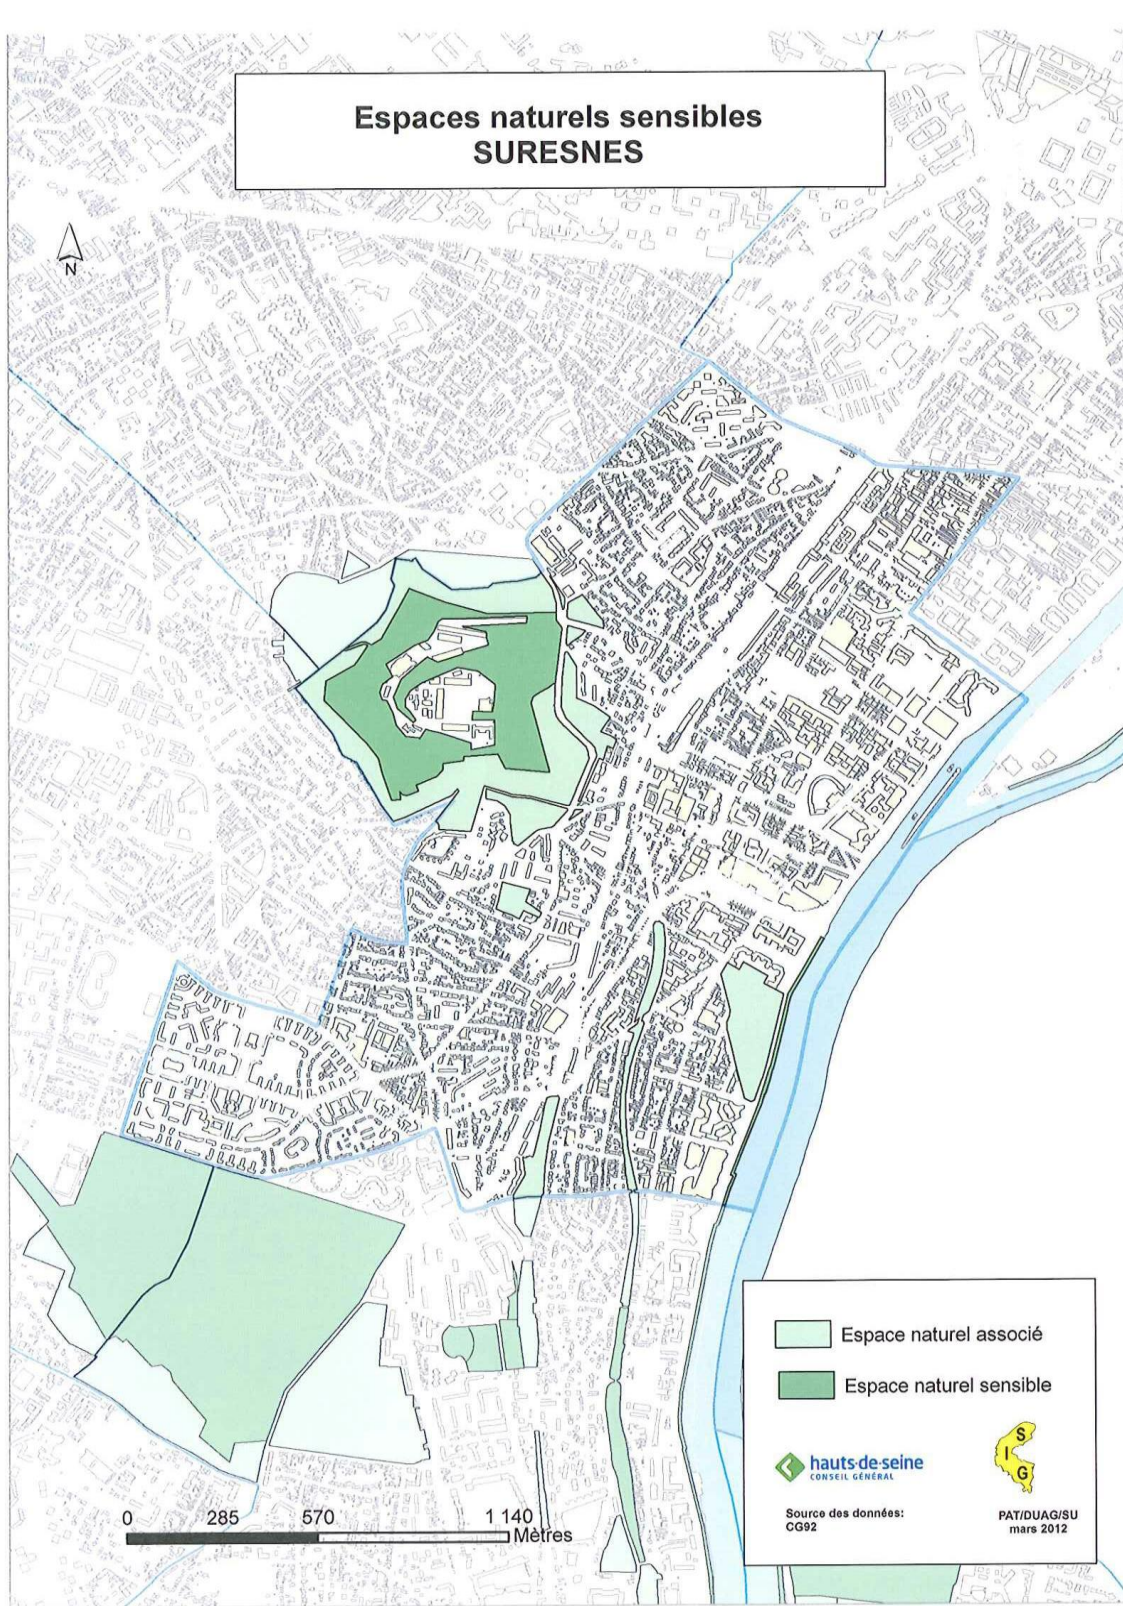 Espaces naturels sensibles
SURESNES
N
Espace naturel associé
Espace naturel sensible
hauts-de-seine
CONSEIL GÉNÉRAL
S
I
G
Source des données:
CG92
PAT/DUAG/SU
mars 2012
0 285 570 1 140
Mètres